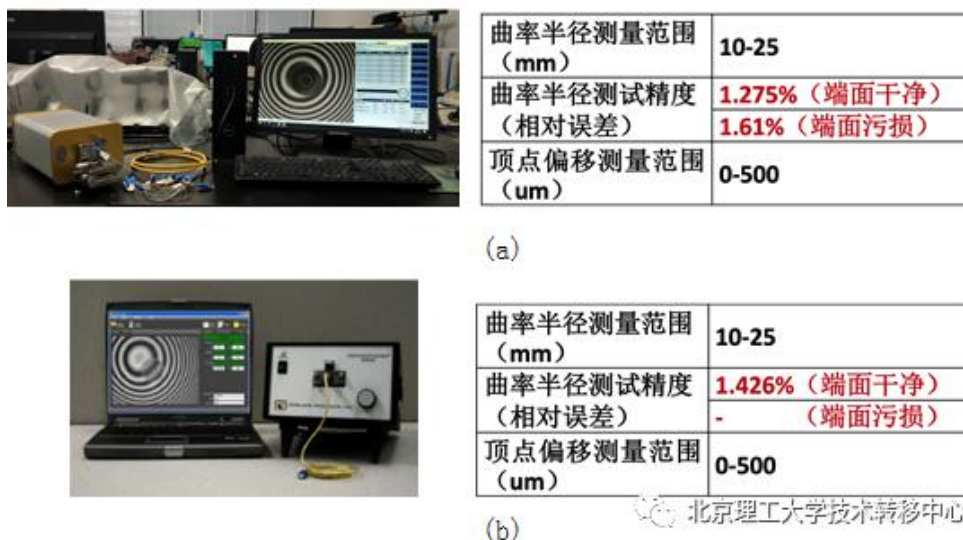 曲率半径测量范围
（mm）
10-25
曲率半径测试精度
（相对误差）
1.275%（端面干净）
1.61%（端面污损）
顶点偏移测量范围
（um）
0-500
(a)
曲率半径测量范围
（mm）
10-25
曲率半径测试精度
（相对误差）
1.426%（端面干净）
- （端面污损）
顶点偏移测量范围
（um）
0-500
(b)
北京理工大学技术转移中心